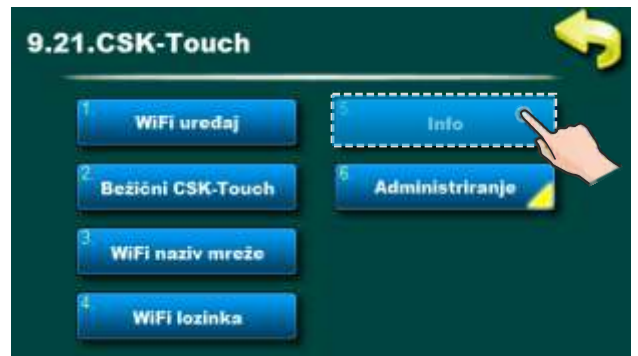 9.21.CSK-Touch
1
WiFi uređaj
2
Bežični CSK-Touch
3
WiFi naziv mreže
4
WiFi lozinka
5
Info
6
Administriranje